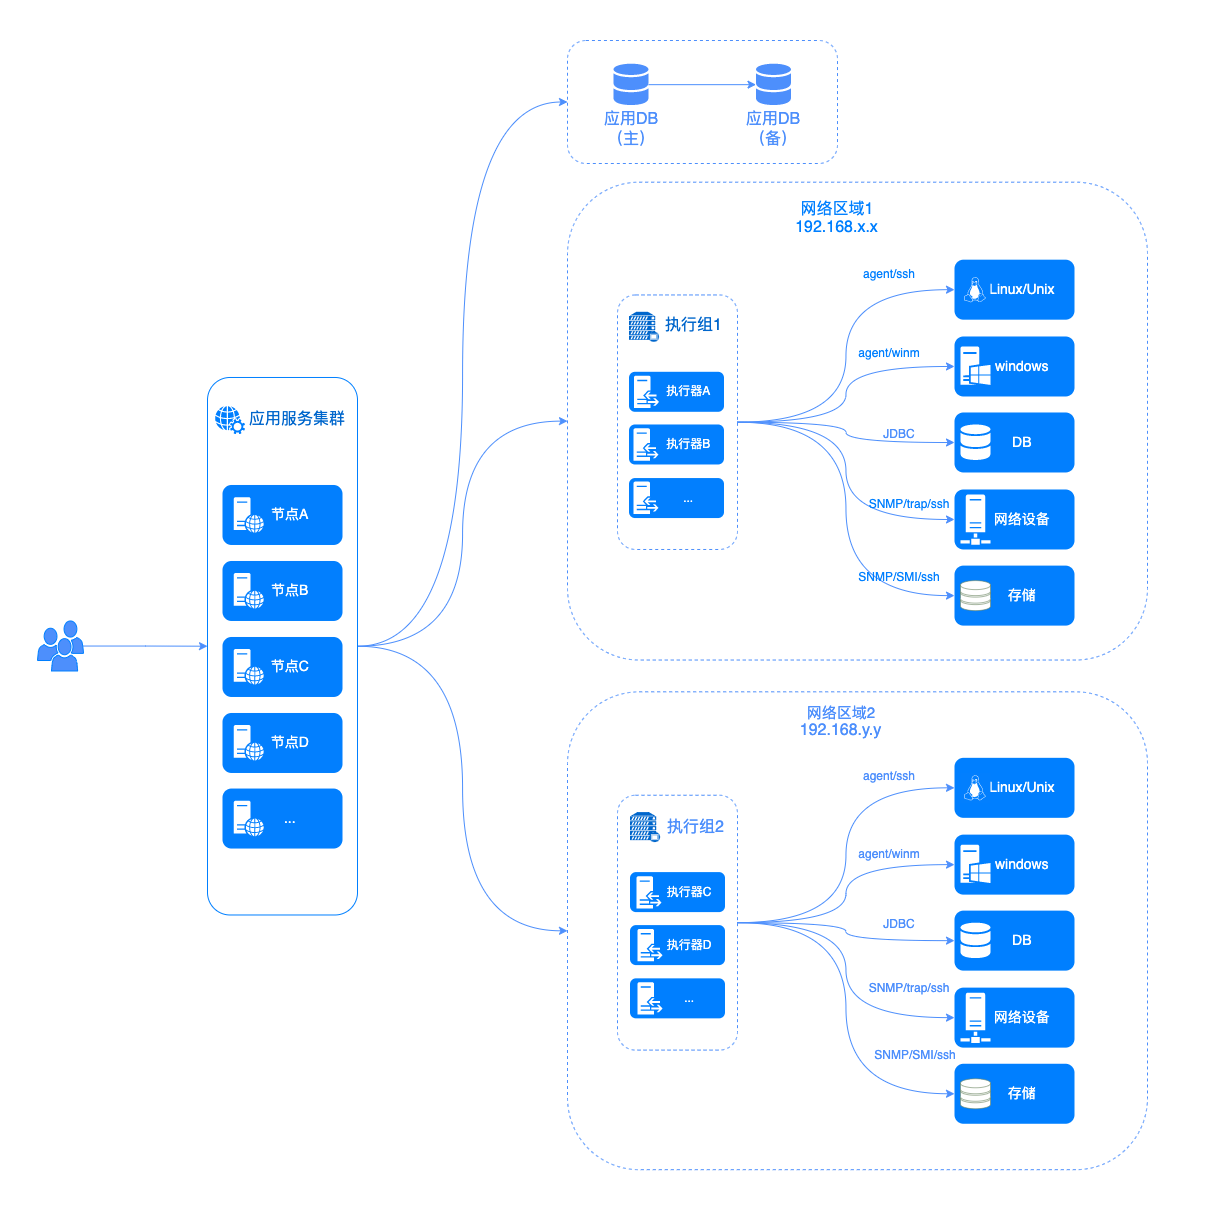 应用DB
(主)
应用DB
(备)
网络区域1
192.168.x.x
执行组1
执行器A
执行器B
...
agent/ssh
Linux/Unix
agent/winm
windows
JDBC
DB
SNMP/trap/ssh
网络设备
SNMP/SMI/ssh
存储
应用服务集群
节点A
节点B
节点C
节点D
...
网络区域2
192.168.y.y
执行组2
执行器C
执行器D
...
agent/ssh
Linux/Unix
agent/winm
windows
JDBC
DB
SNMP/trap/ssh
网络设备
SNMP/SMI/ssh
存储